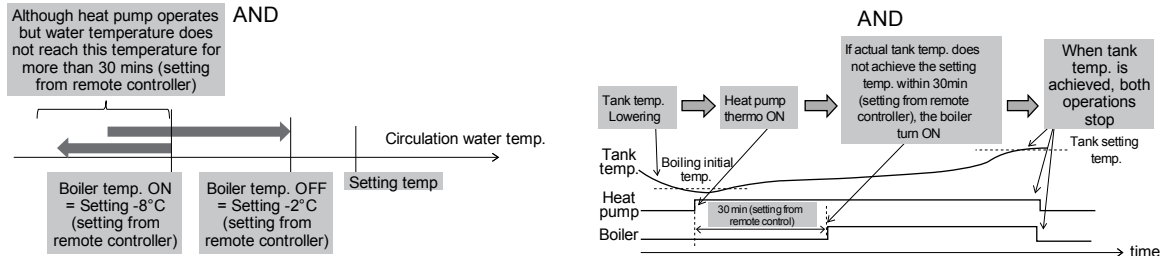 Although heat pump operates
but water temperature does
not reach this temperature for
more than 30 mins (setting
from remote controller)
AND
Circulation water temp.
Boiler temp. ON
= Setting -8°C
(setting from
remote controller)
Boiler temp. OFF
= Setting -2°C
(setting from
remote controller)
Setting temp
AND
Tank temp.
Lowering
Heat pump
thermo ON
If actual tank temp. does
not achieve the setting
temp. within 30min
(setting from remote
controller), the boiler
turn ON
When tank
temp. is
achieved, both
operations
stop
Tank
temp.
Boiling initial
temp.
Tank setting
temp.
Heat
pump
30 min (setting from
remote control)
Boiler
time